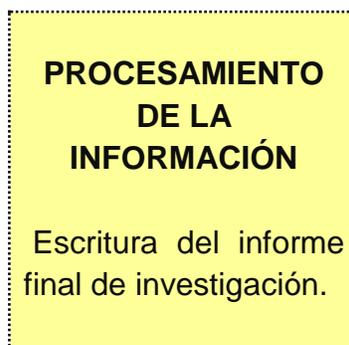 PROCESAMIENTO
DE LA
INFORMACIÓN
Escritura del informe
final de investigación.